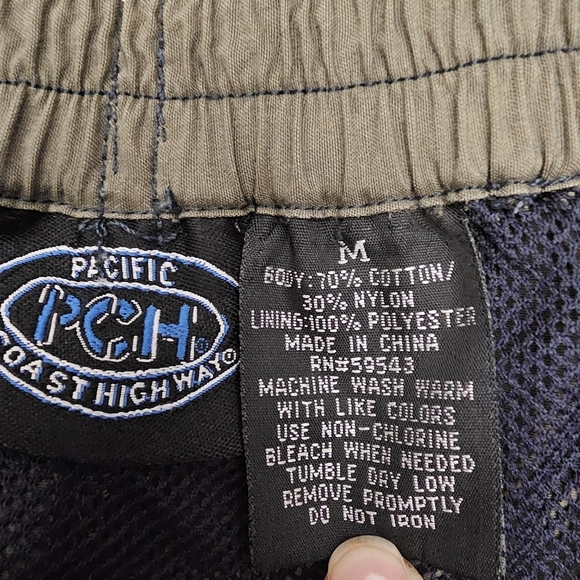 PACIFIC
PCH®
COAST HIGHWAY®
M
BODY:70% COTTON/
30% NYLON
LINING:100% POLYESTER
MADE IN CHINA
RN#59543
MACHINE WASH WARM
WITH LIKE COLORS
USE NON-CHLORINE
BLEACH WHEN NEEDED
TUMBLE DRY LOW
REMOVE PROMPTLY
DO NOT IRON